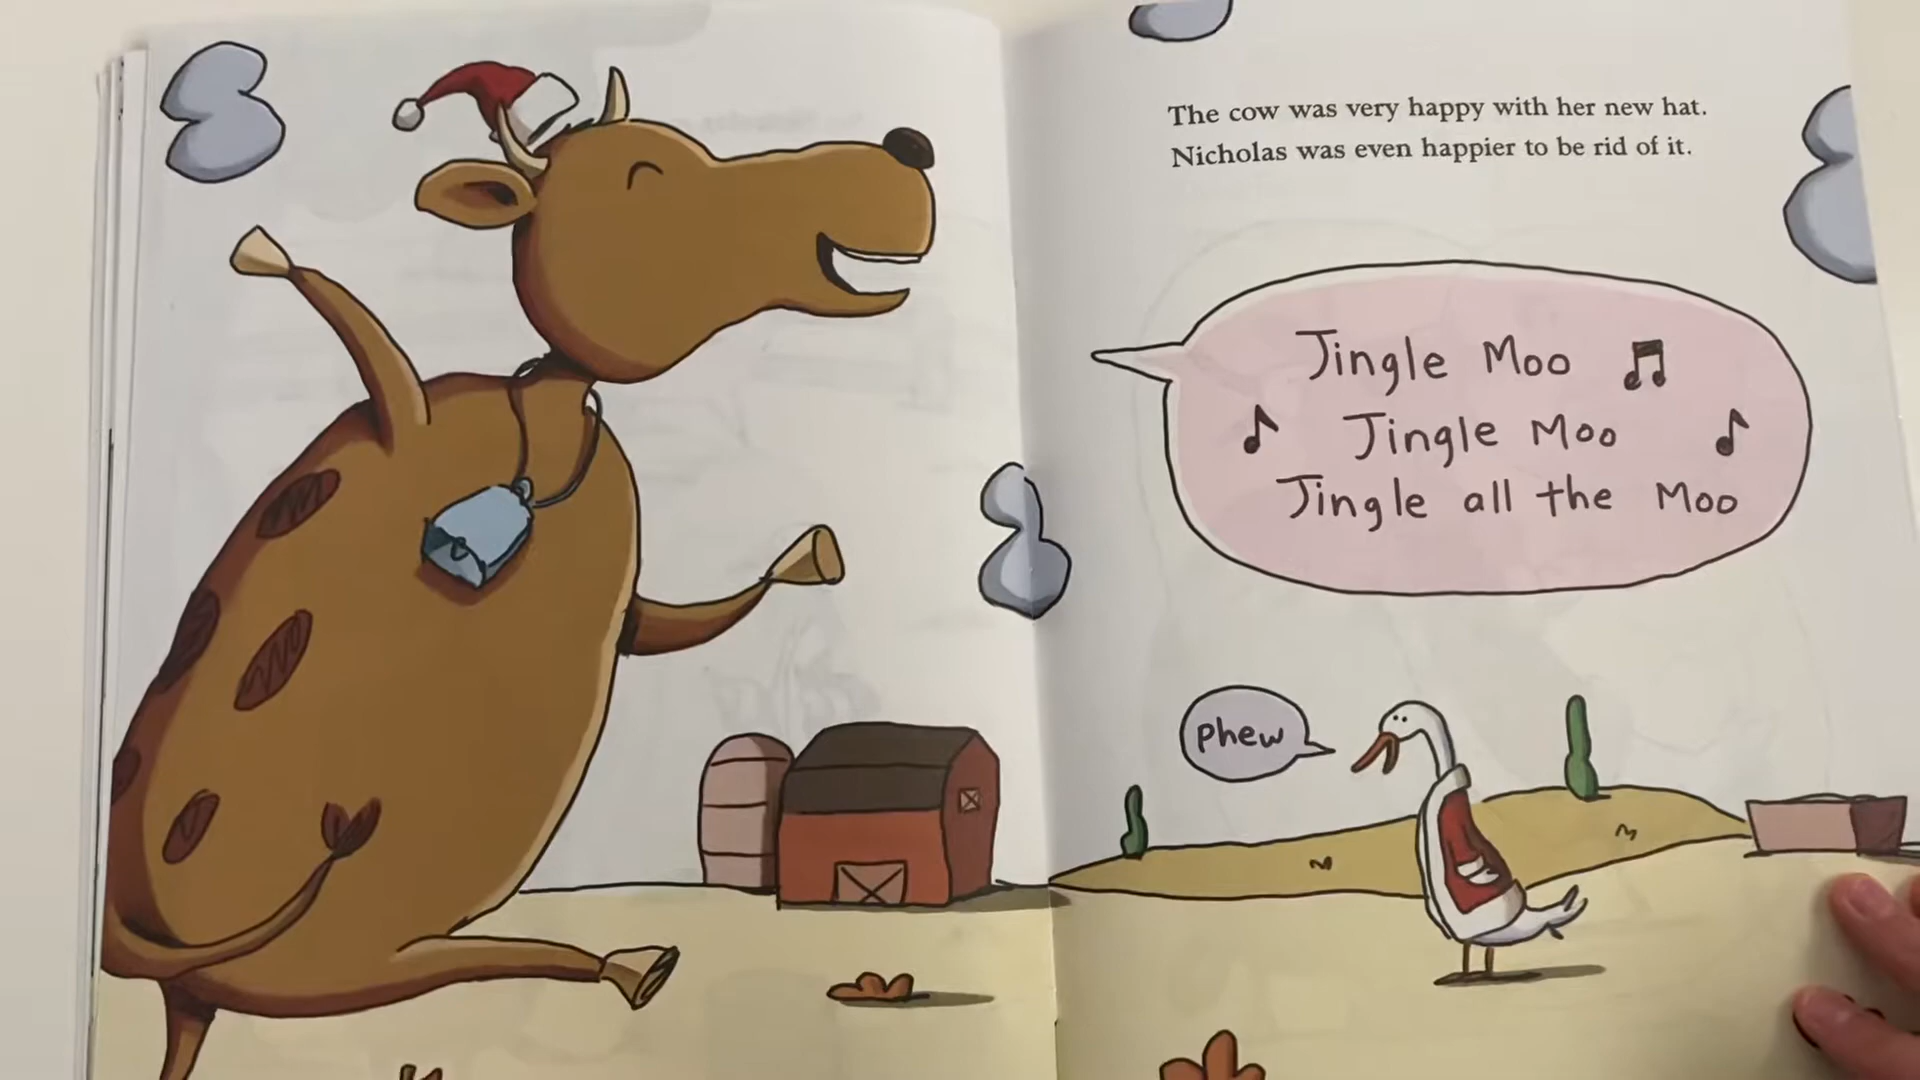 The cow was very happy with her new hat.
Nicholas was even happier to be rid of it.
Jingle Moo
Jingle Moo
Jingle all the Moo
Phew